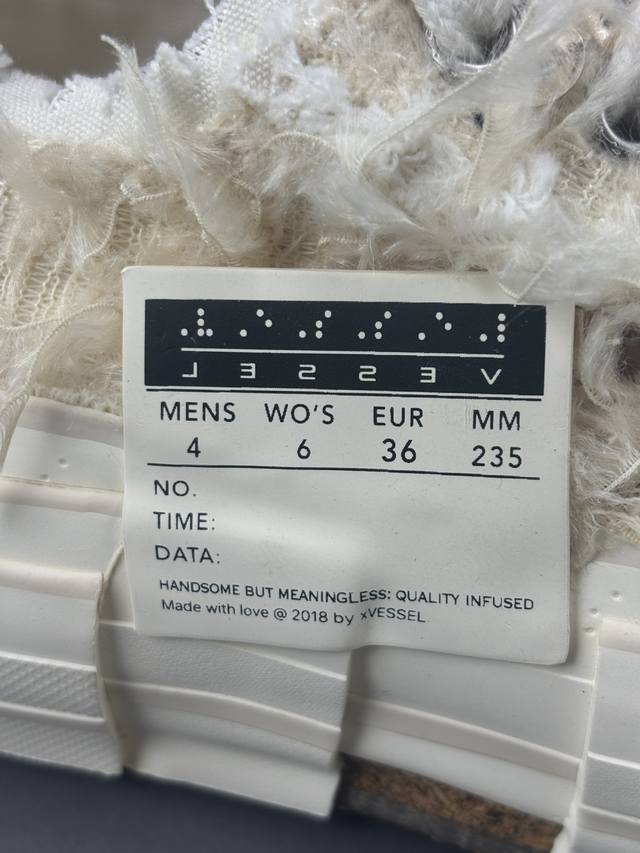 VESSEL
MENS WO'S EUR MM
4 6 36 235
NO.
TIME:
DATA:
HANDSOME BUT MEANINGLESS: QUALITY INFUSED
Made with love @ 2018 by xVESSEL